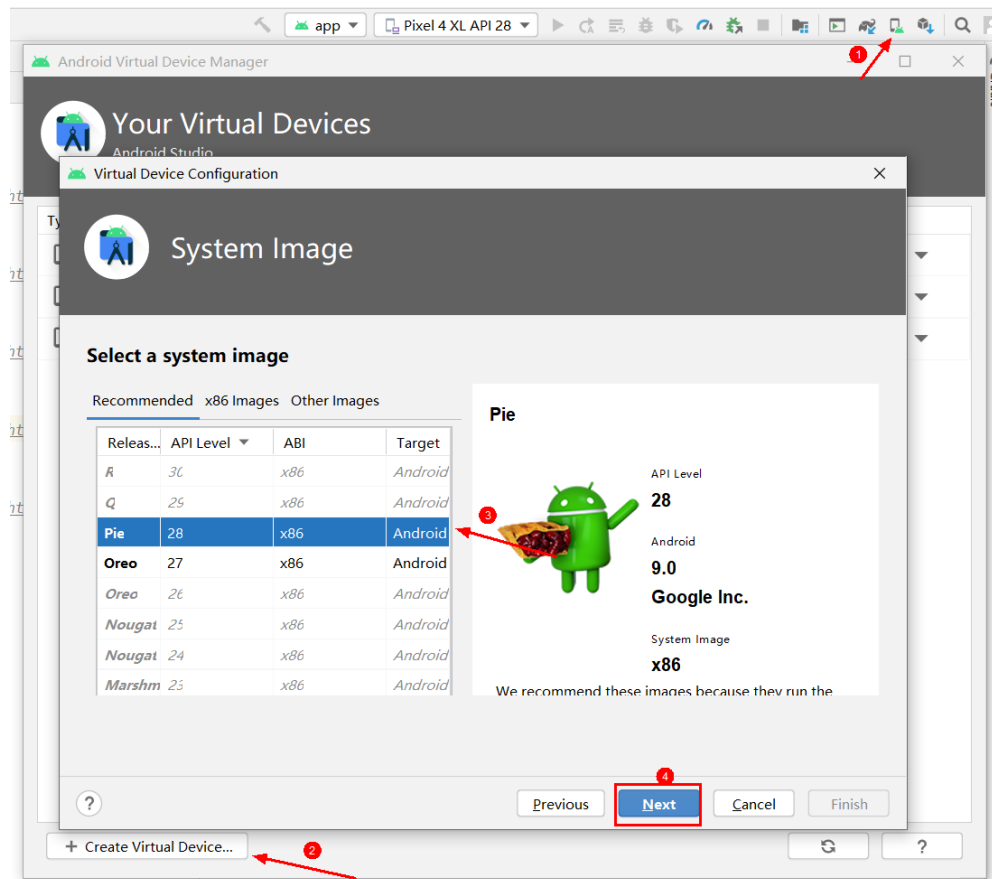 app Pixel 4 XL API 28
1
Android Virtual Device Manager
Your Virtual Devices
Android Studio
Virtual Device Configuration
Ty
System Image
Select a system image
Recommended x86 Images Other Images
Releas... API Level ABI Target
R 30 x86 Android
Q 29 x86 Android
Pie 28 x86 Android
Oreo 27 x86 Android
Oreo 26 x86 Android
Nougat 25 x86 Android
Nougat 24 x86 Android
Marshm 23 x86 Android
3
Pie
API Level
28
Android
9.0
Google Inc.
System Image
x86
We recommend these images because they run the
4
? Previous Next Cancel Finish
+ Create Virtual Device... 2 ?